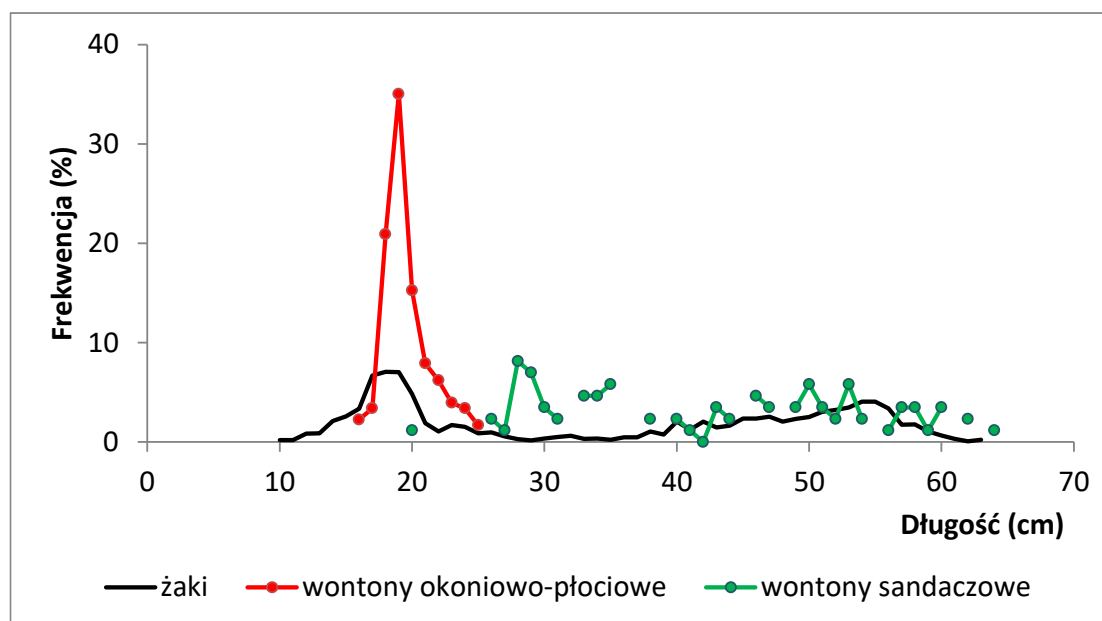 40
30
20
10
0
Frekwencja (%)
0 10 20 30 40 50 60 70
Długość (cm)
żaki wontony okoniowo-płociowe wontony sandaczowe